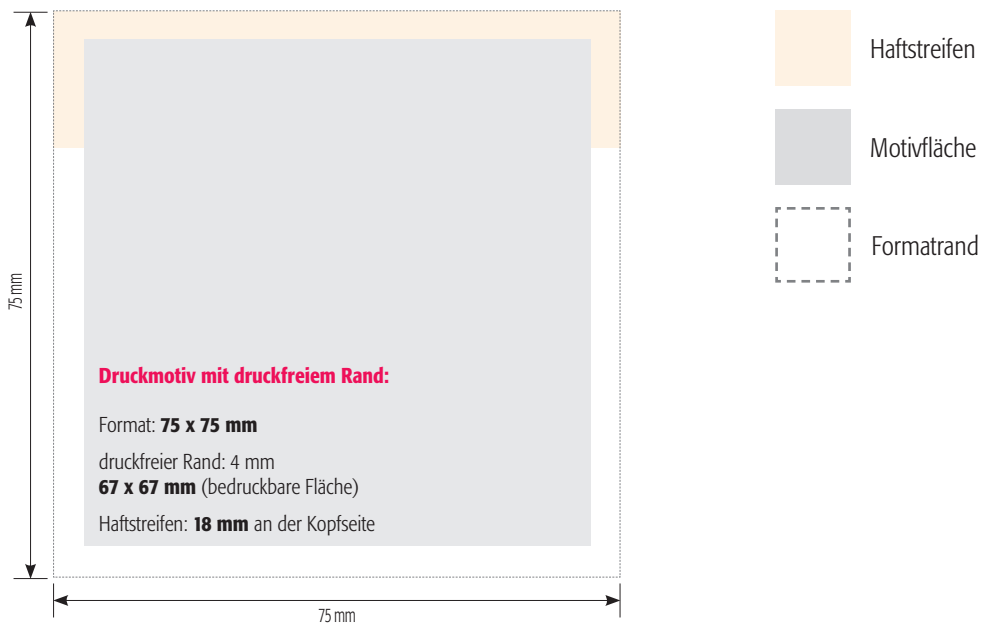 Haftstreifen
Motivfläche
Formatrand
75 mm
Druckmotiv mit druckfreiem Rand:
Format: 75 x 75 mm
druckfreier Rand: 4 mm
67 x 67 mm (bedruckbare Fläche)
Haftstreifen: 18 mm an der Kopfseite
75 mm